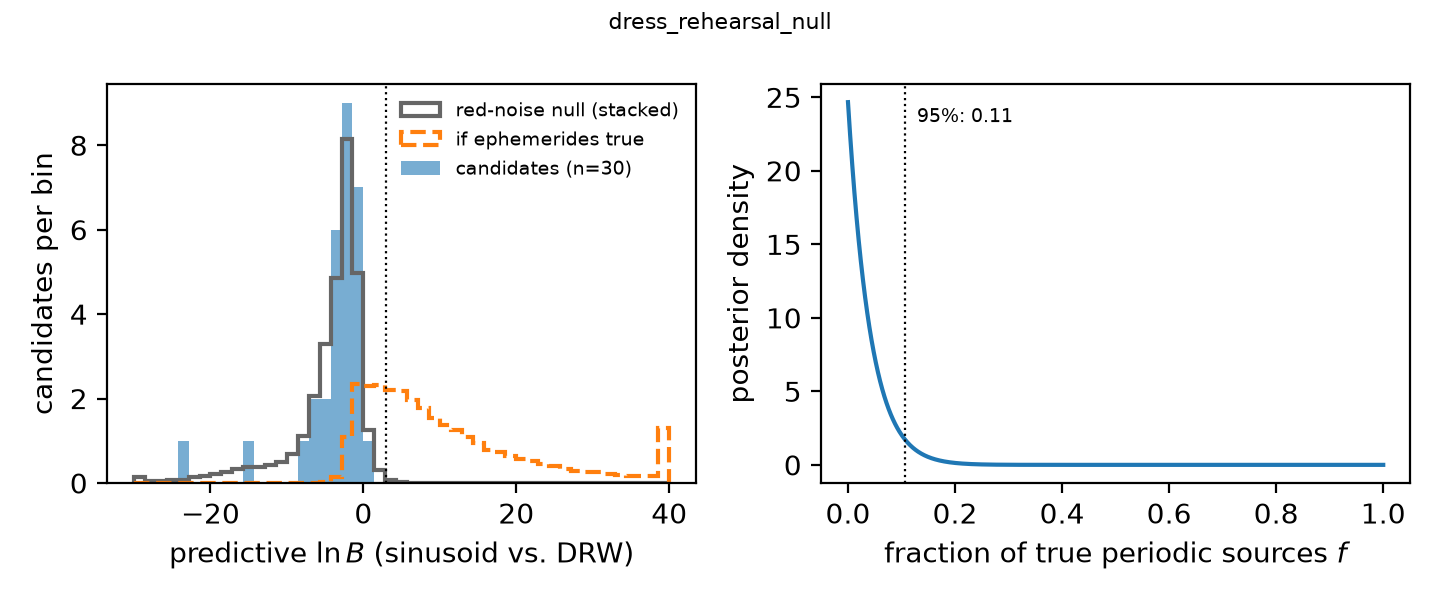 dress_rehearsal_null
candidates per bin
8
6
4
2
0
−20
0
20
40
predictive ln B (sinusoid vs. DRW)
red-noise null (stacked)
if ephemerides true
candidates (n=30)
posterior density
25
20
15
10
5
0
0.0
0.2
0.4
0.6
0.8
1.0
fraction of true periodic sources f
95%: 0.11